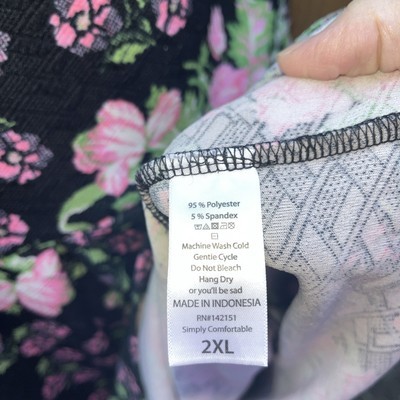 95 % Polyester
5 % Spandex
Machine Wash Cold
Gentle Cycle
Do Not Bleach
Hang Dry
or you'll be sad
MADE IN INDONESIA
RN#142151
Simply Comfortable
2XL